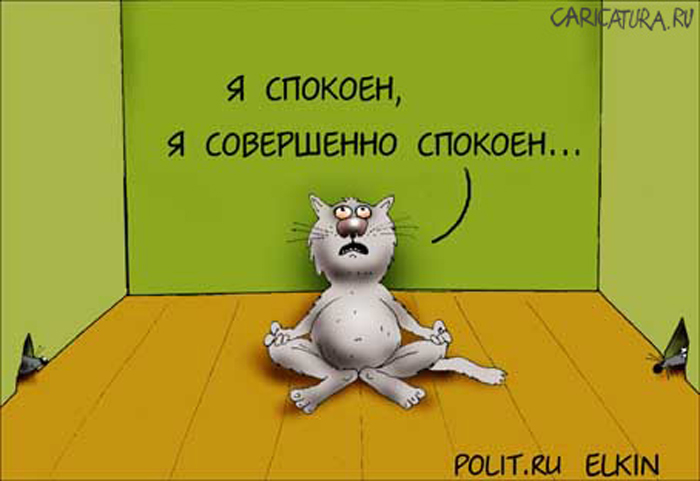 CARICATURA.RU
Я СПОКОЕН,
Я СОВЕРШЕННО СПОКОЕН...
POLIT.RU ELKIN